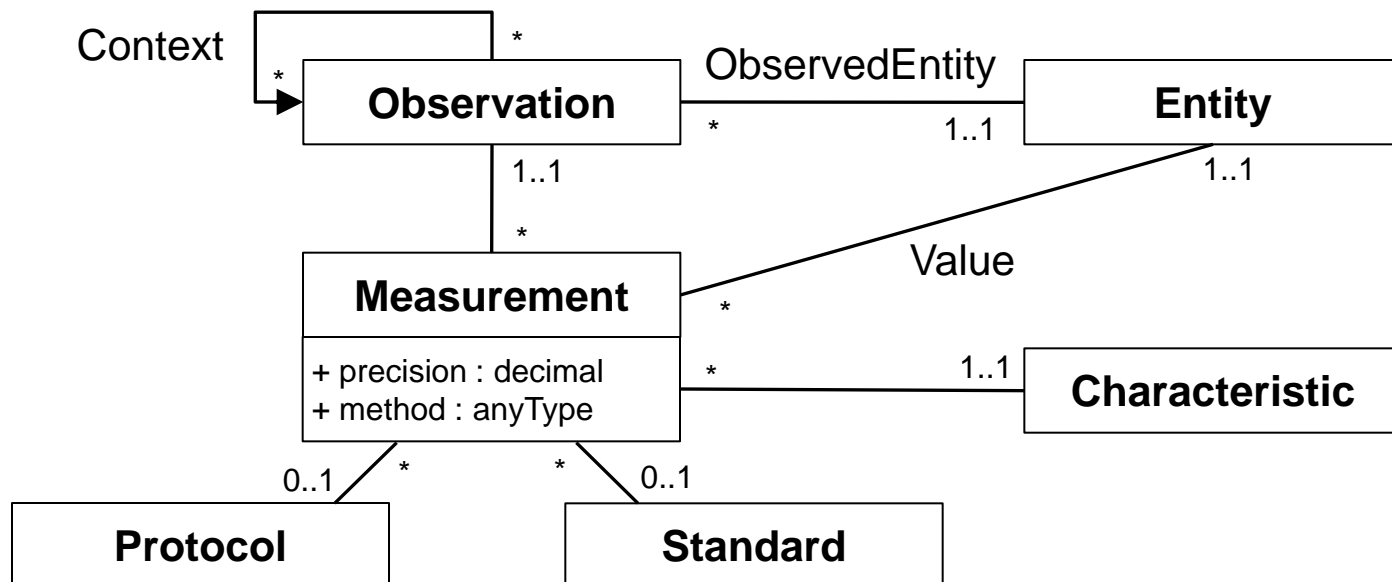 Context
*
*
Observation
ObservedEntity
*
1..1
Entity
1..1
1..1
*
Value
Measurement
*
+ precision : decimal
+ method : anyType
*
1..1
Characteristic
0..1
*
*
0..1
Protocol
Standard